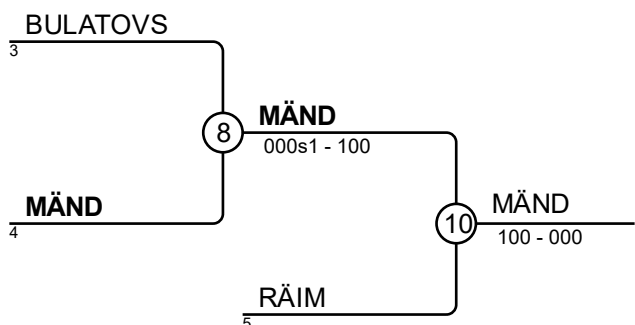 BULATOVS
3
8
MÄND
000s1 - 100
MÄND
4
10
MÄND
100 - 000
RÄIM
5